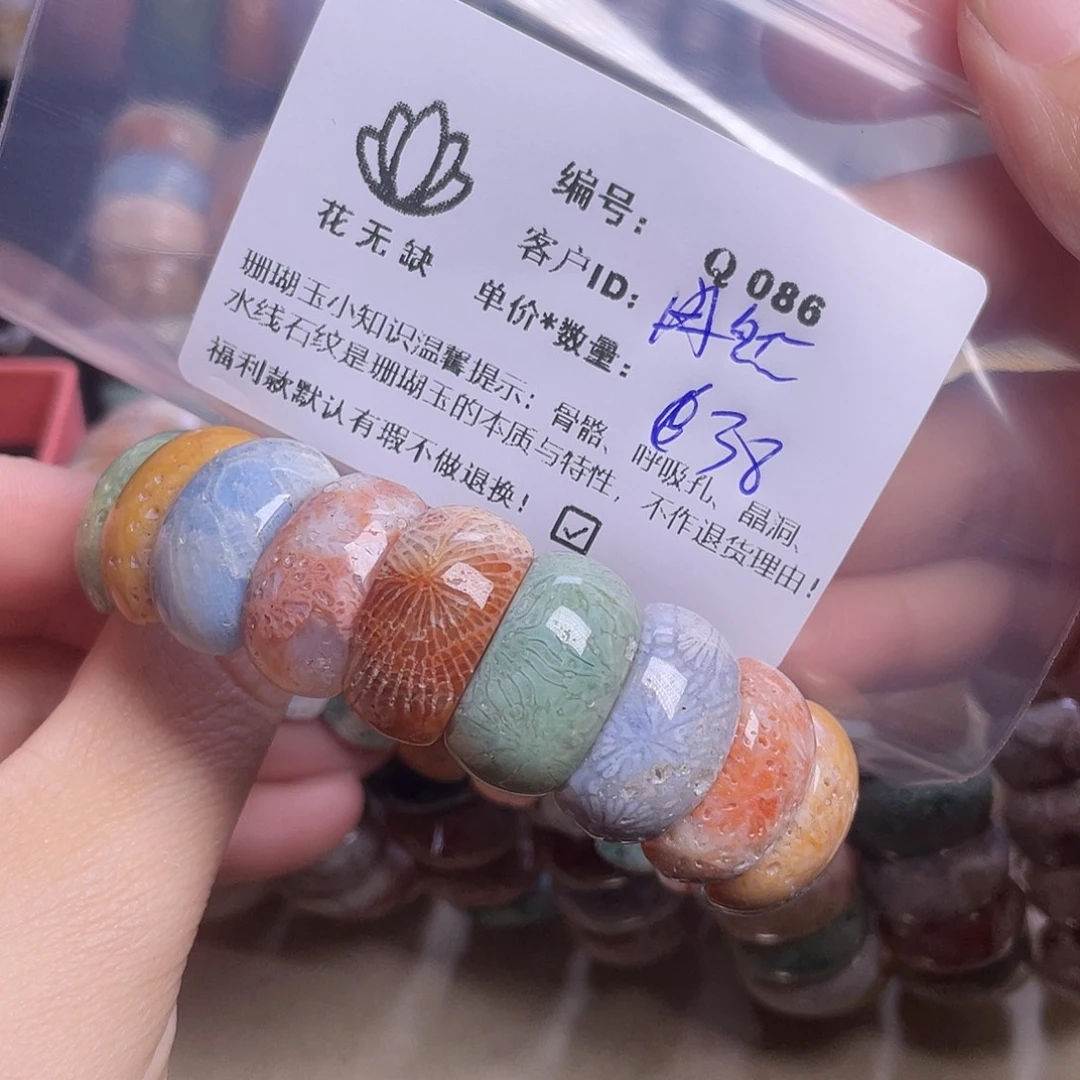 花无缺
编号：Q 086
客户ID：冉然
单价*数量：638
珊瑚玉小知识温馨提示：骨骼、呼吸孔、晶洞、
水线石纹是珊瑚玉的本质与特性，不作退货理由！
福利款默认有瑕不做退换！